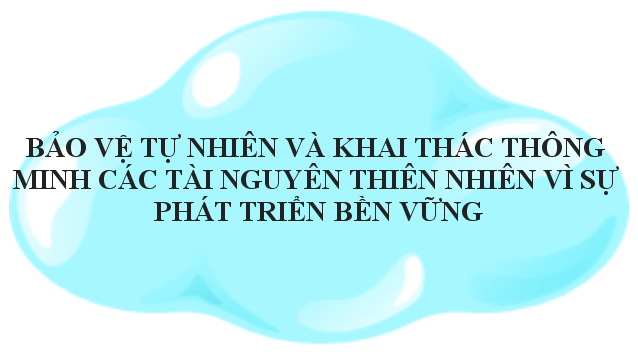 BẢO VỆ TỰ NHIÊN VÀ KHAI THÁC THÔNG
MINH CÁC TÀI NGUYÊN THIÊN NHIÊN VÌ SỰ
PHÁT TRIỂN BỀN VỮNG